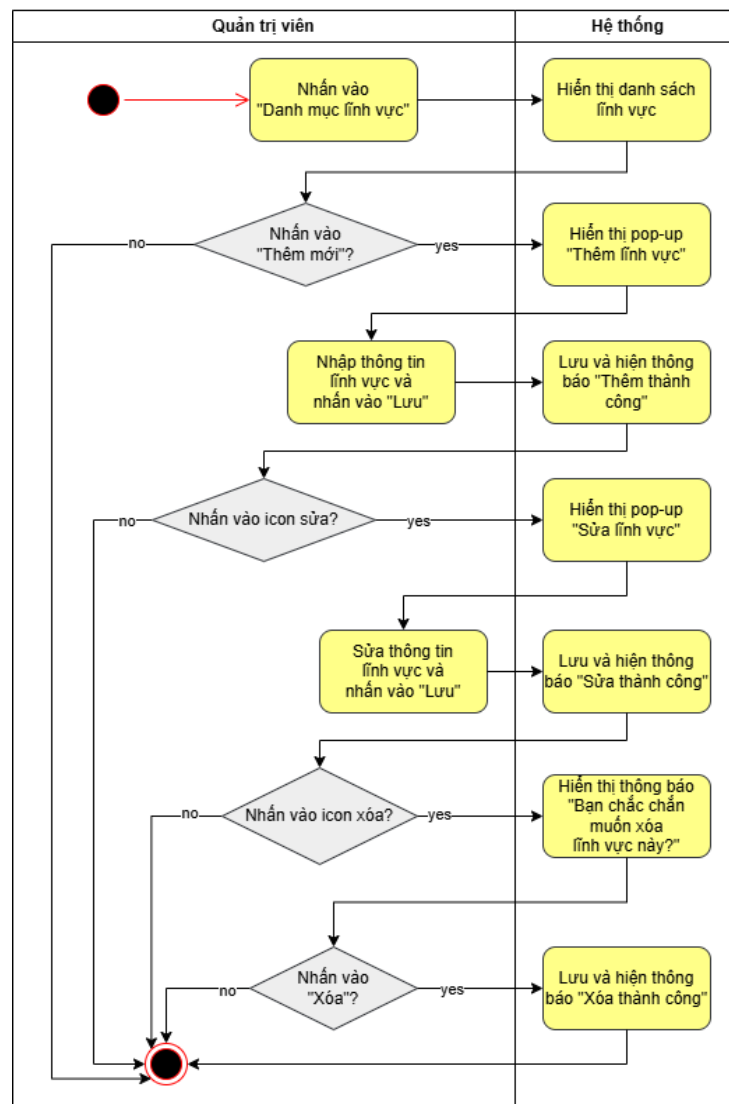 Quản trị viên
Hệ thống
Nhấn vào
"Danh mục lĩnh vực"
Hiển thị danh sách
lĩnh vực
no
Nhấn vào
"Thêm mới"?
yes
Hiển thị pop-up
"Thêm lĩnh vực"
Nhập thông tin
lĩnh vực và
nhấn vào "Lưu"
Lưu và hiện thông
báo "Thêm thành
công"
no
Nhấn vào icon sửa?
yes
Hiển thị pop-up
"Sửa lĩnh vực"
Sửa thông tin
lĩnh vực và
nhấn vào "Lưu"
Lưu và hiện thông
báo "Sửa thành công"
no
Nhấn vào icon xóa?
yes
Hiển thị thông báo
"Bạn chắc chắn
muốn xóa
lĩnh vực này?"
no
Nhấn vào
"Xóa"?
yes
Lưu và hiện thông
báo "Xóa thành công"